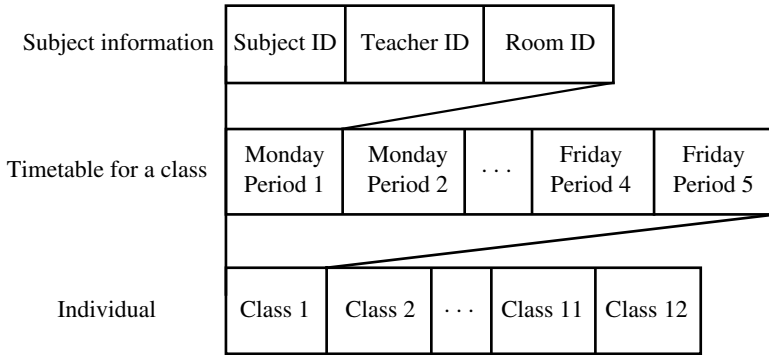 Subject information Subject ID Teacher ID Room ID
Timetable for a class Monday Period 1 Monday Period 2 · · · Friday Period 4 Friday Period 5
Individual Class 1 Class 2 · · · Class 11 Class 12